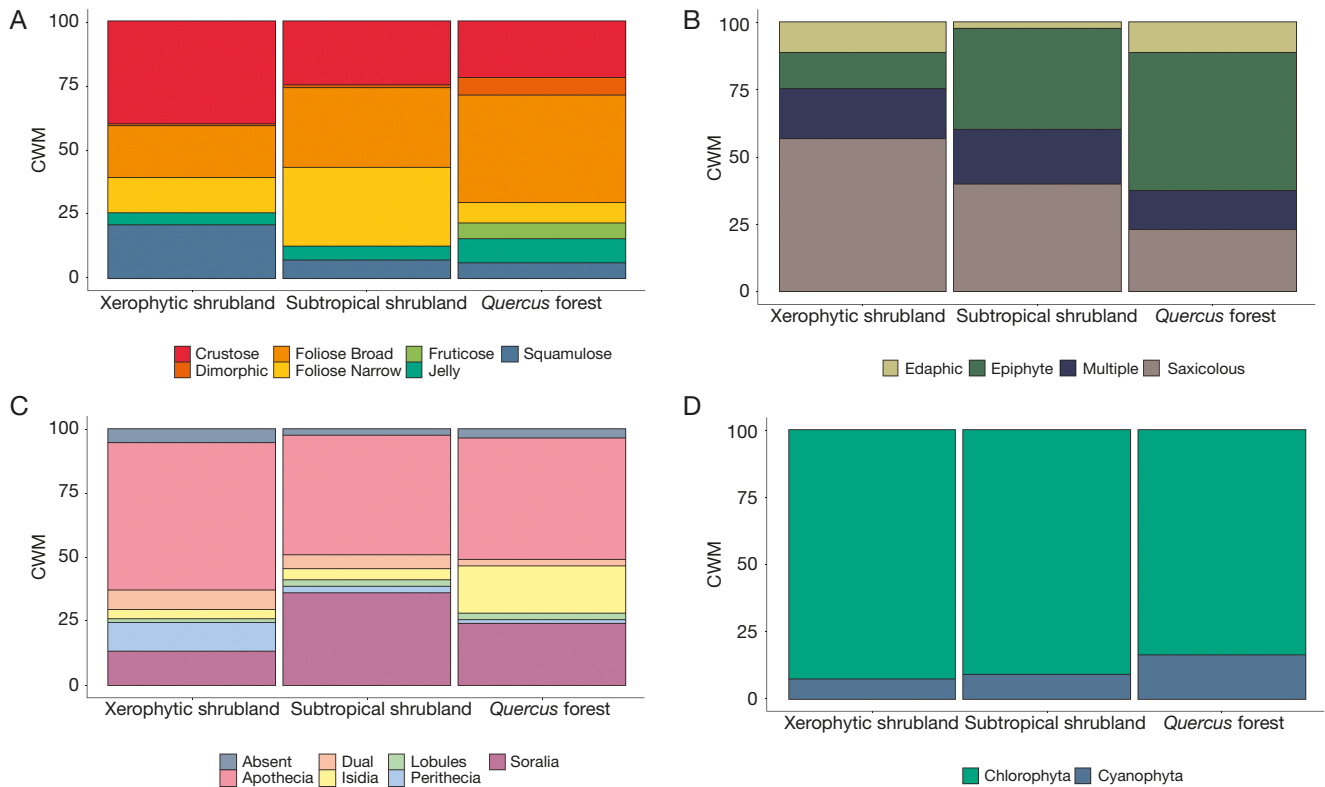 A
100
75
50
25
0
CWM
Xerophytic shrubland Subtropical shrubland Quercus forest
Crustose Foliose Broad Fruticose Squamulose
Dimorphic Foliose Narrow Jelly
B
100
75
50
25
0
CWM
Xerophytic shrubland Subtropical shrubland Quercus forest
Edaphic Epiphyte Multiple Saxicolous
C
100
75
50
25
0
CWM
Xerophytic shrubland Subtropical shrubland Quercus forest
Absent Dual Lobules Soralia
Apothecia Isidia Perithecia
D
100
75
50
25
0
CWM
Xerophytic shrubland Subtropical shrubland Quercus forest
Chlorophyta Cyanophyta